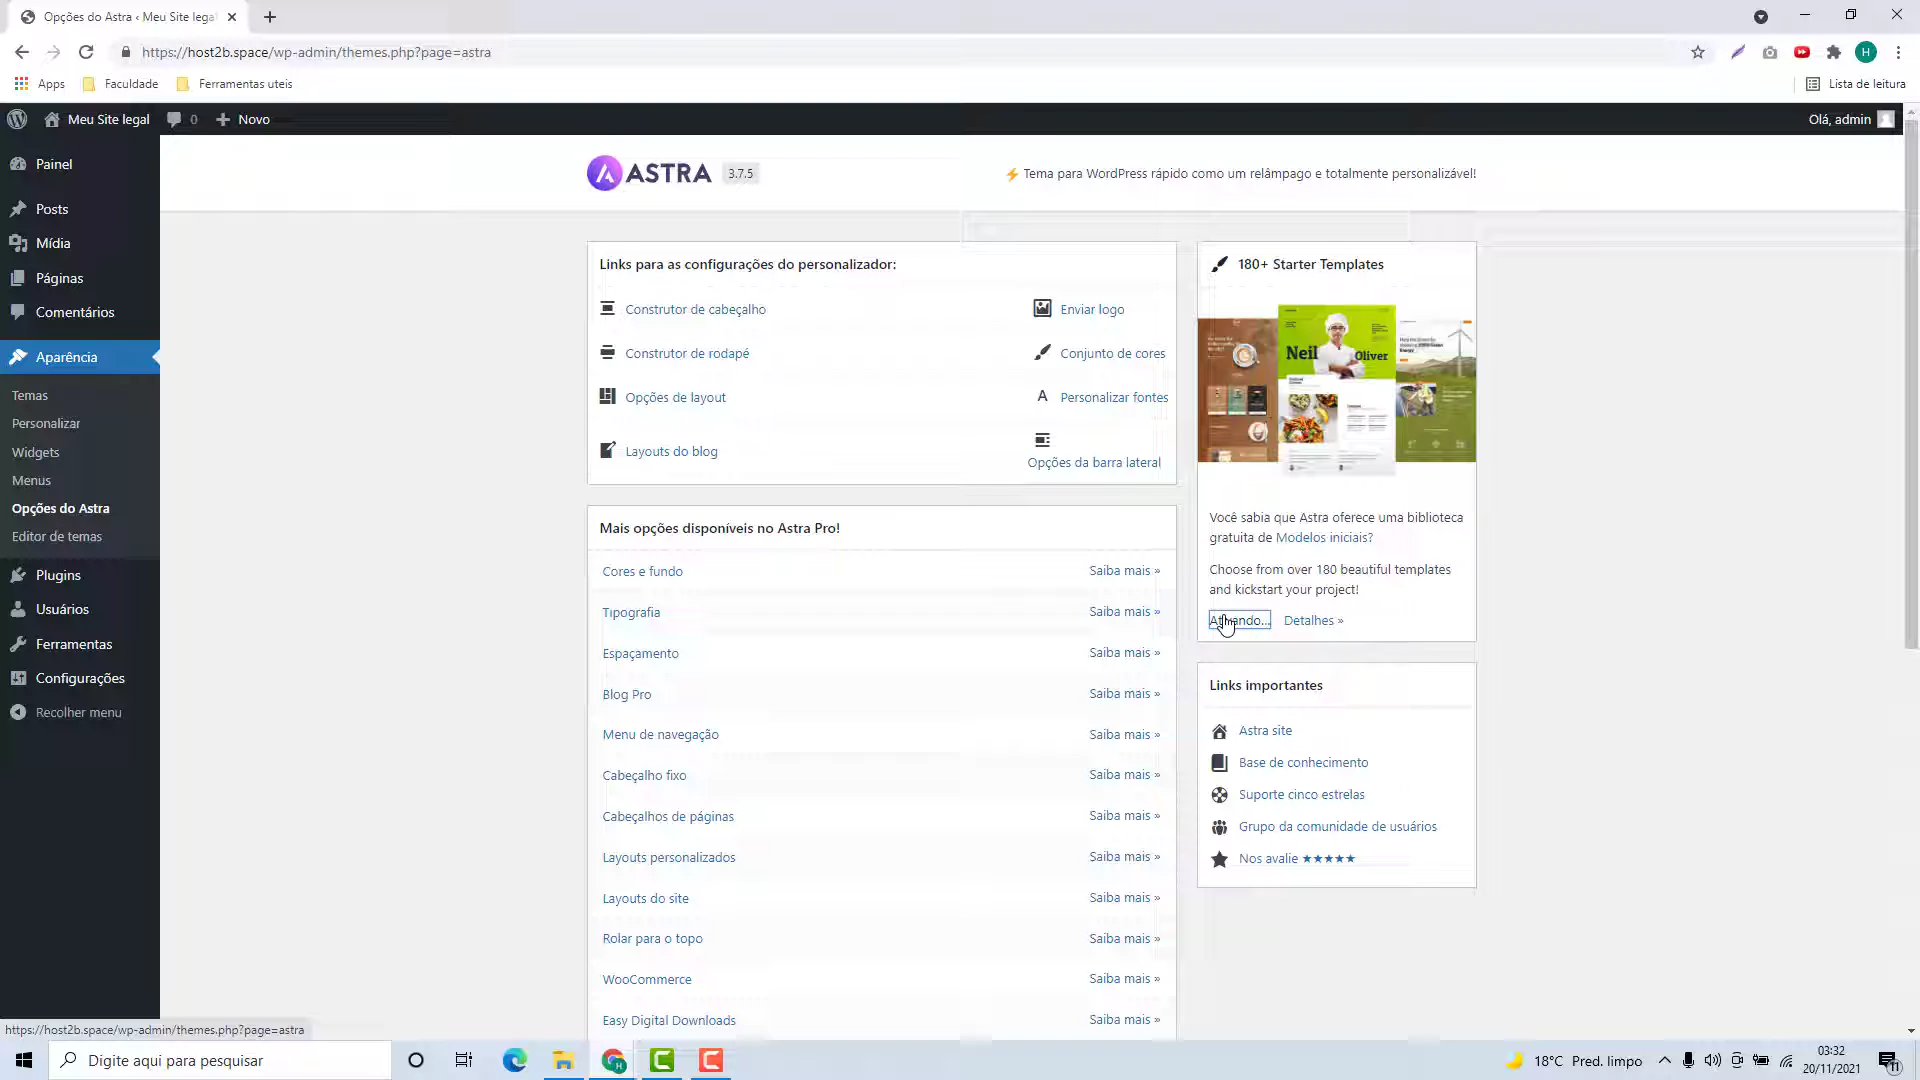 Opções do Astra ‹ Meu Site legal
https://host2b.space/wp-admin/themes.php?page=astra
Apps
Faculdade
Ferramentas uteis
Lista de leitura
H
Meu Site legal
0
Novo
Olá, admin
Painel
Posts
Mídia
Páginas
Comentários
Aparência
Temas
Personalizar
Widgets
Menus
Opções do Astra
Editor de temas
Plugins
Usuários
Ferramentas
Configurações
Recolher menu
ASTRA
3.7.5
Tema para WordPress rápido como um relâmpago e totalmente personalizável!
Links para as configurações do personalizador:
Construtor de cabeçalho
Enviar logo
Construtor de rodapé
Conjunto de cores
Opções de layout
Personalizar fontes
Layouts do blog
Opções da barra lateral
Mais opções disponíveis no Astra Pro!
Cores e fundo
Saiba mais »
Tipografia
Saiba mais »
Espaçamento
Saiba mais »
Blog Pro
Saiba mais »
Menu de navegação
Saiba mais »
Cabeçalho fixo
Saiba mais »
Cabeçalhos de páginas
Saiba mais »
Layouts personalizados
Saiba mais »
Layouts do site
Saiba mais »
Rolar para o topo
Saiba mais »
WooCommerce
Saiba mais »
Easy Digital Downloads
Saiba mais »
180+ Starter Templates
Neil
Oliver
Você sabia que Astra oferece uma biblioteca
gratuita de Modelos iniciais?
Choose from over 180 beautiful templates
and kickstart your project!
Detalhes »
Links importantes
Astra site
Base de conhecimento
Suporte cinco estrelas
Grupo da comunidade de usuários
Nos avalie ★★★★★
https://host2b.space/wp-admin/themes.php?page=astra
Digite aqui para pesquisar
18°C Pred. limpo
03:32
20/11/2021
11